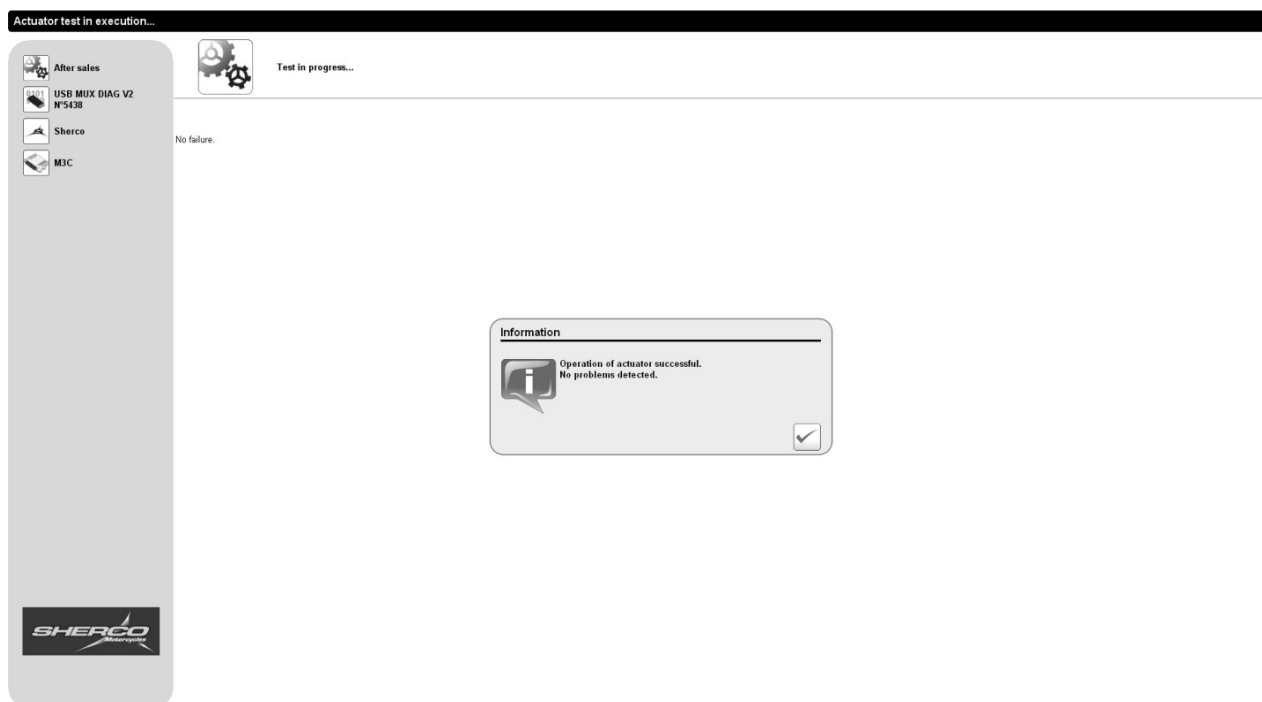 Actuator test in execution...
After sales
Test in progress...
0101
USB MUX DIAG V2
N°5438
Sherco
No failure.
M3C
Information
i
Operation of actuator successful.
No problems detected.
SHERCO
Motorcycles